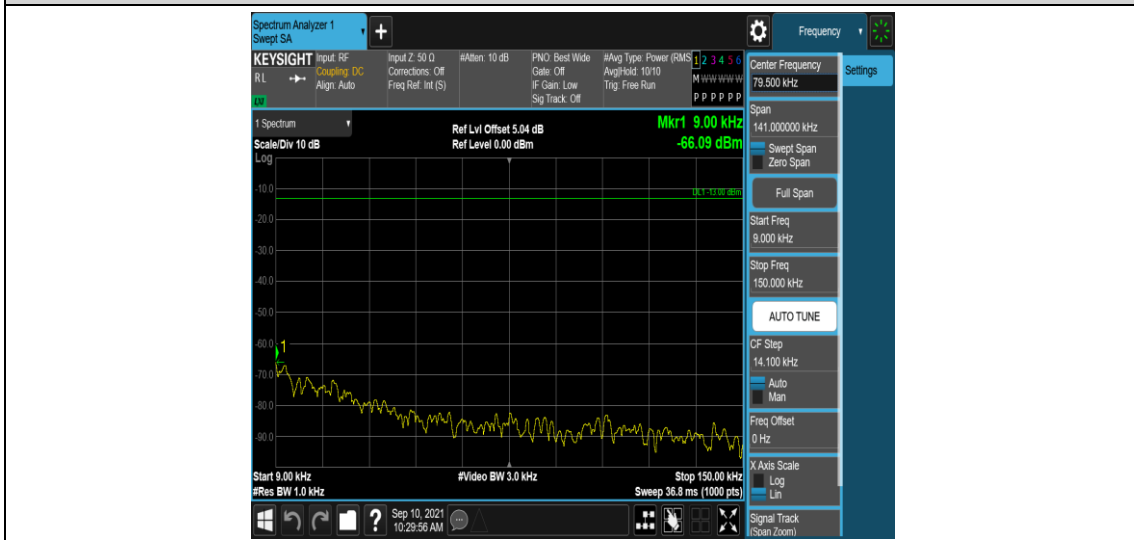 Spectrum Analyzer 1
Swept SA
+
Frequency
KEYSIGHT
RL
Input: RF
Coupling: DC
Align: Auto
Input Z: 50 Ω
Corrections: Off
Freq Ref: Int (S)
#Atten: 10 dB
PNO: Best Wide
Gate: Off
IF Gain: Low
Sig Track: Off
#Avg Type: Power (RMS
Avg|Hold: 10/10
Trig: Free Run
1 2 3 4 5 6
M W W W W W
P P P P P P
Center Frequency
79.500 kHz
Settings
Span
141.000000 kHz
Swept Span
Zero Span
Full Span
Start Freq
9.000 kHz
Stop Freq
150.000 kHz
AUTO TUNE
CF Step
14.100 kHz
Auto
Man
Freq Offset
0 Hz
X Axis Scale
Log
Lin
Signal Track
(Span Zoom)
1 Spectrum
Scale/Div 10 dB
Log
Ref Lvl Offset 5.04 dB
Ref Level 0.00 dBm
Mkr1 9.00 kHz
-66.09 dBm
DL1 -13.00 dBm
-10.0
-20.0
-30.0
-40.0
-50.0
-60.0
1
-70.0
-80.0
-90.0
Start 9.00 kHz
#Res BW 1.0 kHz
#Video BW 3.0 kHz
Stop 150.00 kHz
Sweep 36.8 ms (1000 pts)
?
Sep 10, 2021
10:29:56 AM